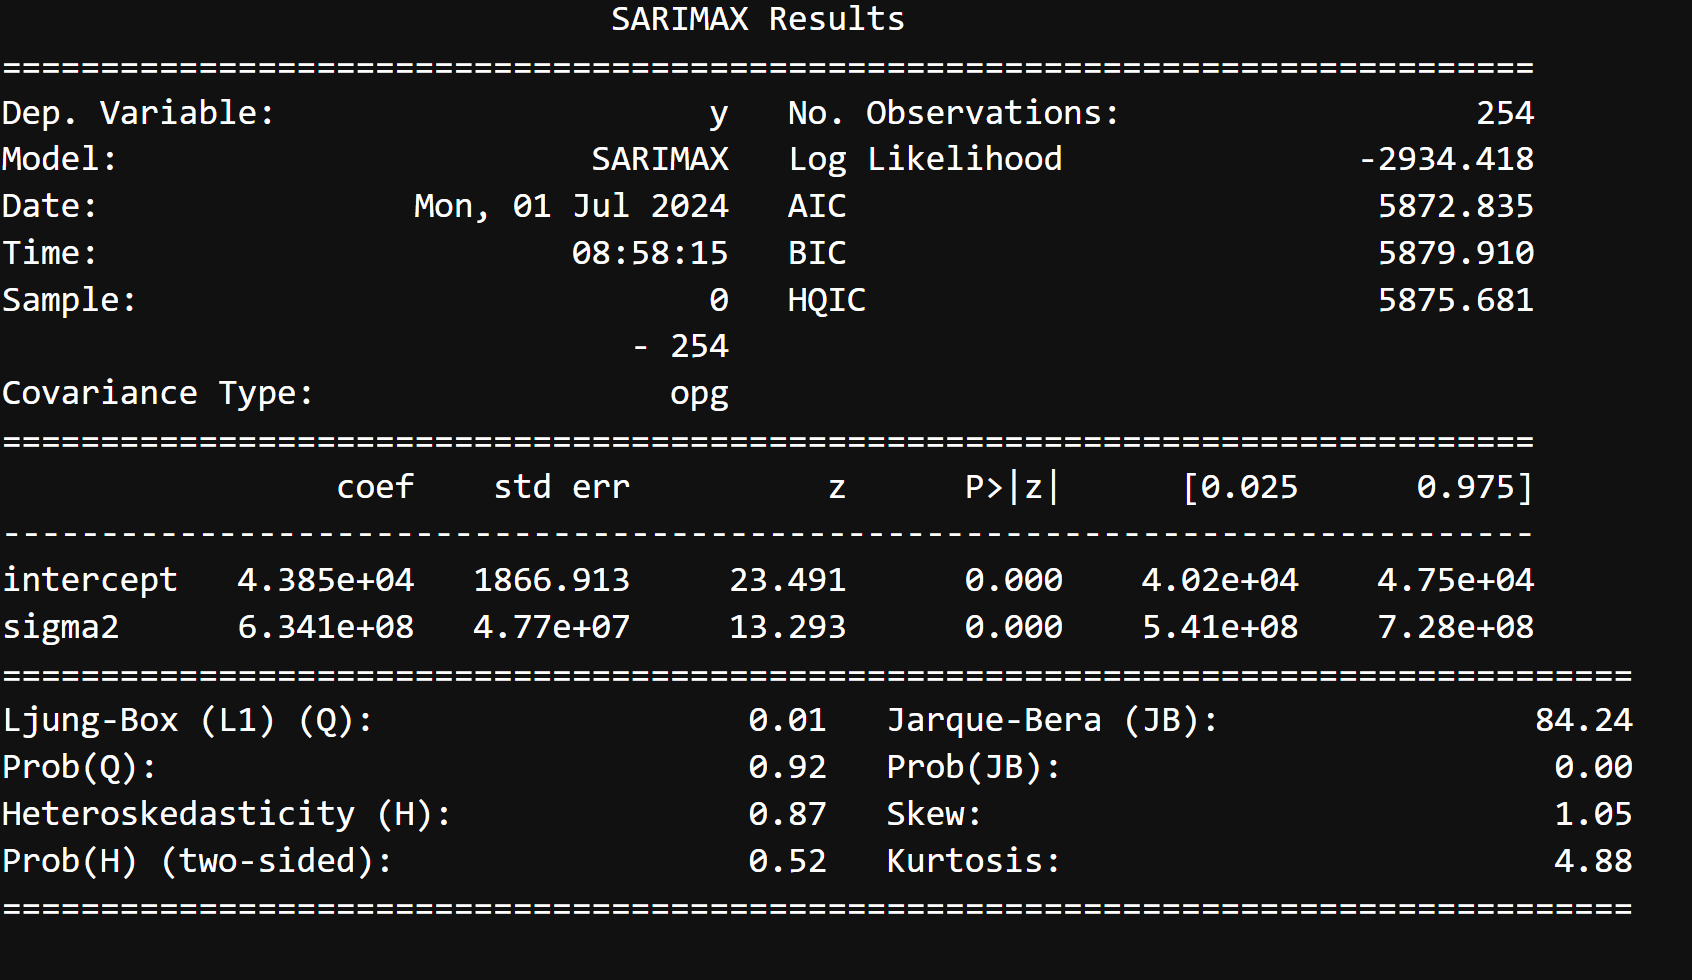 SARIMAX Results
==============================================================================
Dep. Variable:                      y   No. Observations:                  254
Model:                        SARIMAX   Log Likelihood               -2934.418
Date:                Mon, 01 Jul 2024   AIC                           5872.835
Time:                        08:58:15   BIC                           5879.910
Sample:                             0   HQIC                          5875.681
- 254
Covariance Type:                  opg
==============================================================================
coef    std err          z      P>|z|      [0.025      0.975]
------------------------------------------------------------------------------
intercept   4.385e+04   1866.913     23.491      0.000    4.02e+04    4.75e+04
sigma2      6.341e+08   4.77e+07     13.293      0.000    5.41e+08    7.28e+08
===================================================================================
Ljung-Box (L1) (Q):                   0.01   Jarque-Bera (JB):                84.24
Prob(Q):                              0.92   Prob(JB):                         0.00
Heteroskedasticity (H):               0.87   Skew:                             1.05
Prob(H) (two-sided):                  0.52   Kurtosis:                         4.88
===================================================================================